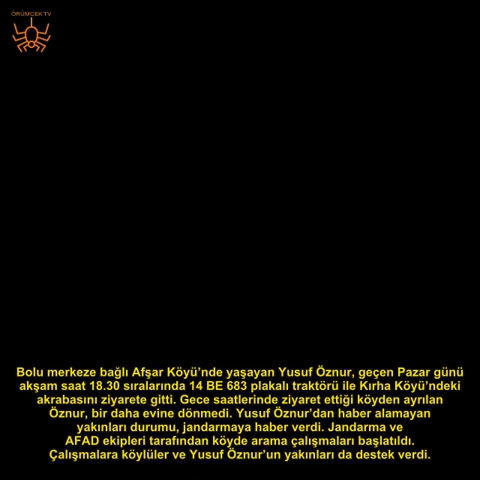 ÖRÜMCEK TV
Bolu merkeze bağlı Afşar Köyü’nde yaşayan Yusuf Öznur, geçen Pazar günü
akşam saat 18.30 sıralarında 14 BE 683 plakalı traktörü ile Kırha Köyü’ndeki
akrabasını ziyarete gitti. Gece saatlerinde ziyaret ettiği köyden ayrılan
Öznur, bir daha evine dönmedi. Yusuf Öznur’dan haber alamayan
yakınları durumu, jandarmaya haber verdi. Jandarma ve
AFAD ekipleri tarafından köyde arama çalışmaları başlatıldı.
Çalışmalara köylüler ve Yusuf Öznur’un yakınları da destek verdi.